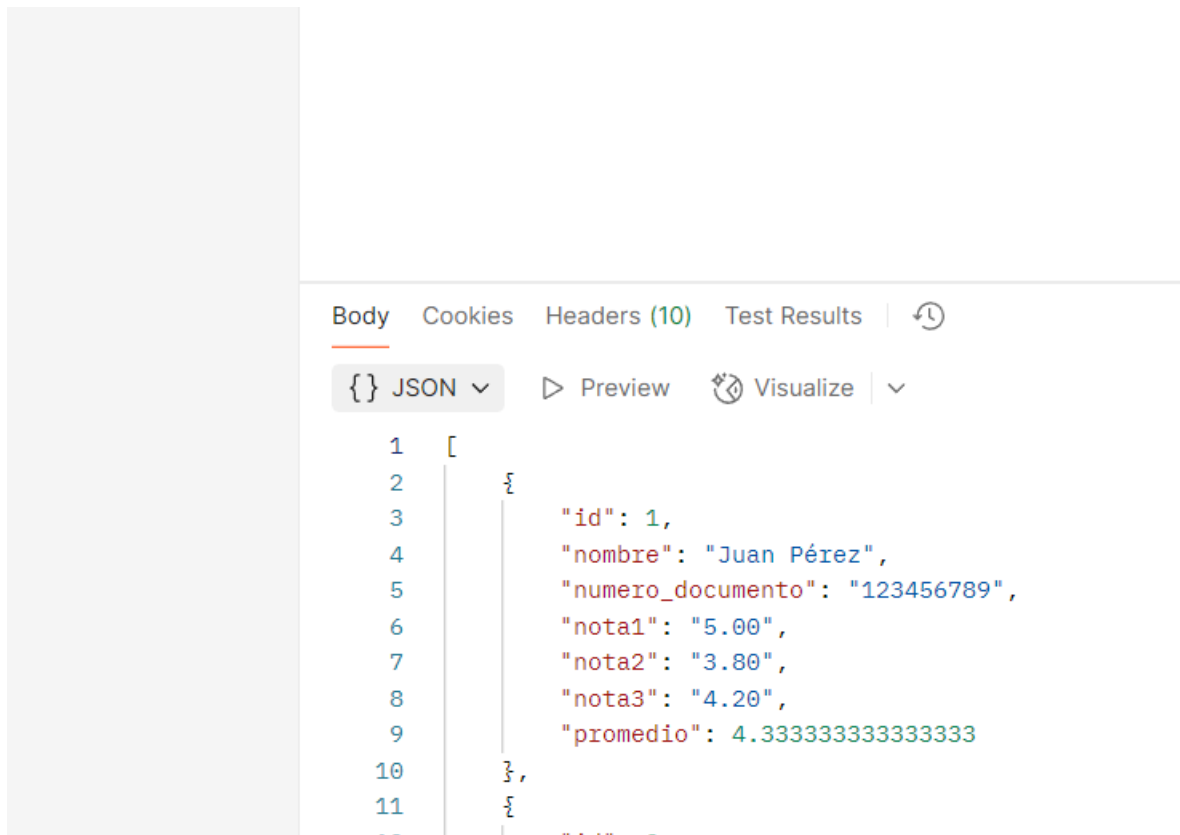 Body Cookies Headers (10) Test Results
{} JSON Preview Visualize
1 [
2 {
3 "id": 1,
4 "nombre": "Juan Pérez",
5 "numero_documento": "123456789",
6 "nota1": "5.00",
7 "nota2": "3.80",
8 "nota3": "4.20",
9 "promedio": 4.333333333333333
10 },
11 {